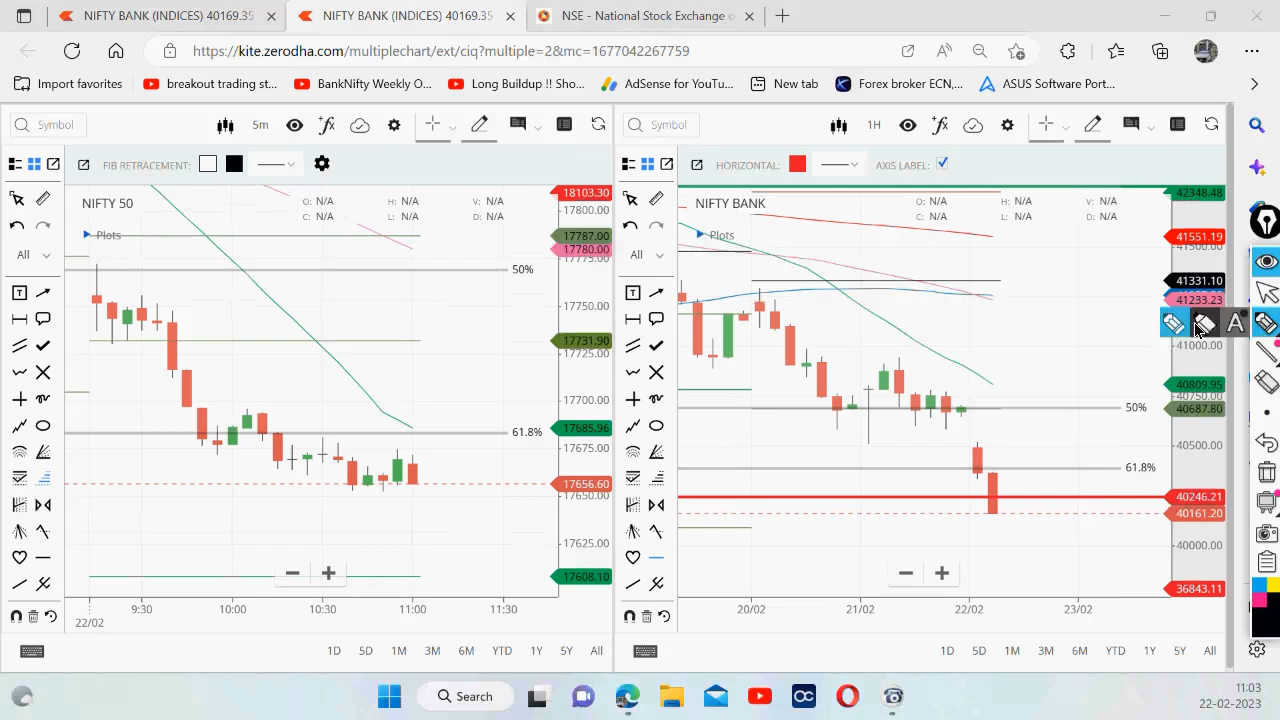 NIFTY BANK (INDICES) 40169.35
NIFTY BANK (INDICES) 40169.35
NSE - National Stock Exchange o
https://kite.zerodha.com/multiplechart/ext/ciq?multiple=2&mc=1677042267759
Import favorites
breakout trading st...
BankNifty Weekly O...
Long Buildup !! Sho...
AdSense for YouTu...
New tab
Forex broker ECN,...
ASUS Software Port...
Symbol
5m
Symbol
1H
FIB RETRACEMENT:
HORIZONTAL:
AXIS LABEL:
NIFTY 50
O: N/A H: N/A
C: N/A L: N/A D: N/A
Plots
All
50%
61.8%
18103.30
17800.00
17787.00
17780.00
17775.00
17750.00
17731.90
17725.00
17700.00
17685.96
17675.00
17656.60
17650.00
17625.00
17608.10
9:30 10:00 10:30 11:00 11:30
22/02
NIFTY BANK
O: N/A H: N/A V: N/A
C: N/A L: N/A D: N/A
Plots
All
50%
61.8%
42348.48
41551.19
41500.00
41331.10
41233.23
A
41000.00
40809.95
40750.00
40687.80
40500.00
40246.21
40161.20
40000.00
36843.11
20/02 21/02 22/02 23/02
1D 5D 1M 3M 6M YTD 1Y 5Y All
1D 5D 1M 3M 6M YTD 1Y 5Y All
Search
11:03
22-02-2023